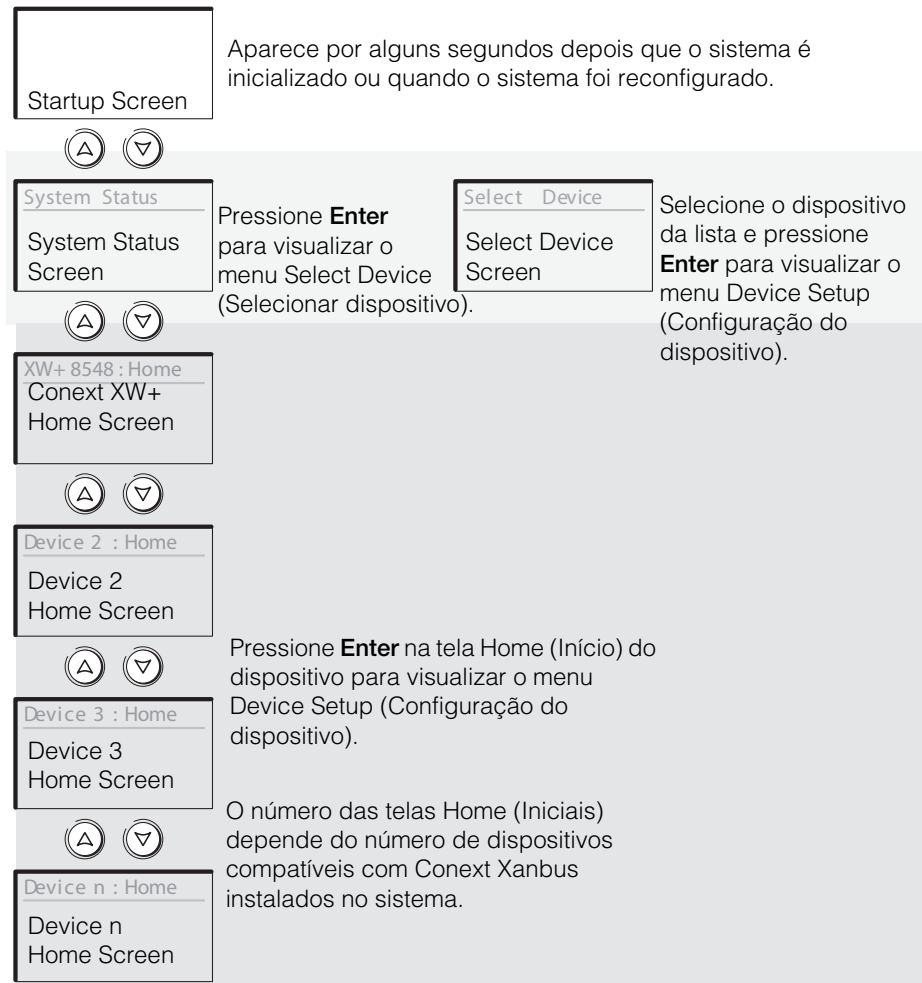 Startup Screen
Aparece por alguns segundos depois que o sistema é
inicializado ou quando o sistema foi reconfigurado.
System Status
System Status
Screen
Pressione Enter
para visualizar o
menu Select Device
(Selecionar dispositivo).
Select Device
Select Device
Screen
Selecione o dispositivo
da lista e pressione
Enter para visualizar o
menu Device Setup
(Configuração do
dispositivo).
XW+ 8548 : Home
Conext XW+
Home Screen
Device 2 : Home
Device 2
Home Screen
Pressione Enter na tela Home (Início) do
dispositivo para visualizar o menu
Device Setup (Configuração do
dispositivo).
Device 3 : Home
Device 3
Home Screen
O número das telas Home (Iniciais)
depende do número de dispositivos
compatíveis com Conext Xanbus
instalados no sistema.
Device n : Home
Device n
Home Screen